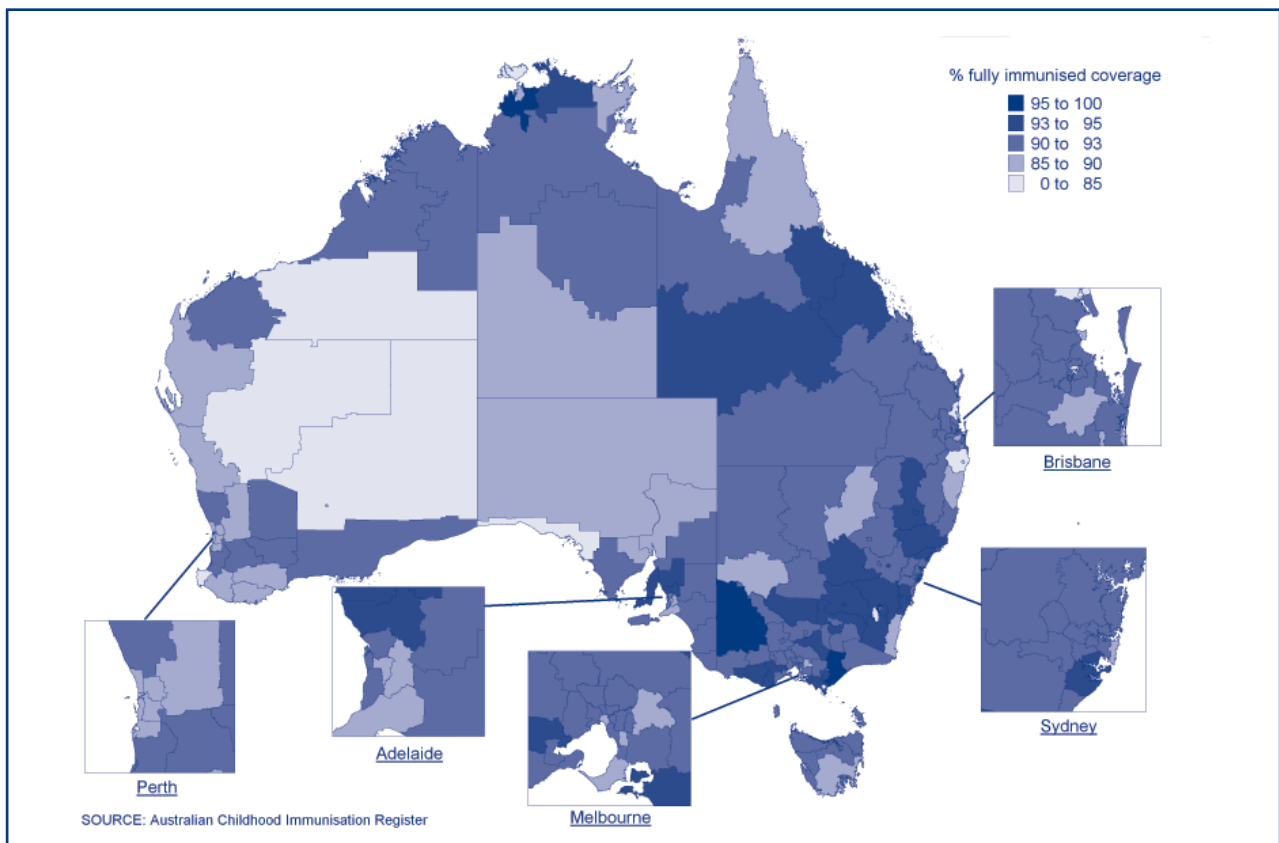 % fully immunised coverage
95 to 100
93 to 95
90 to 93
85 to 90
0 to 85
Brisbane
Sydney
Melbourne
Adelaide
Perth
SOURCE: Australian Childhood Immunisation Register